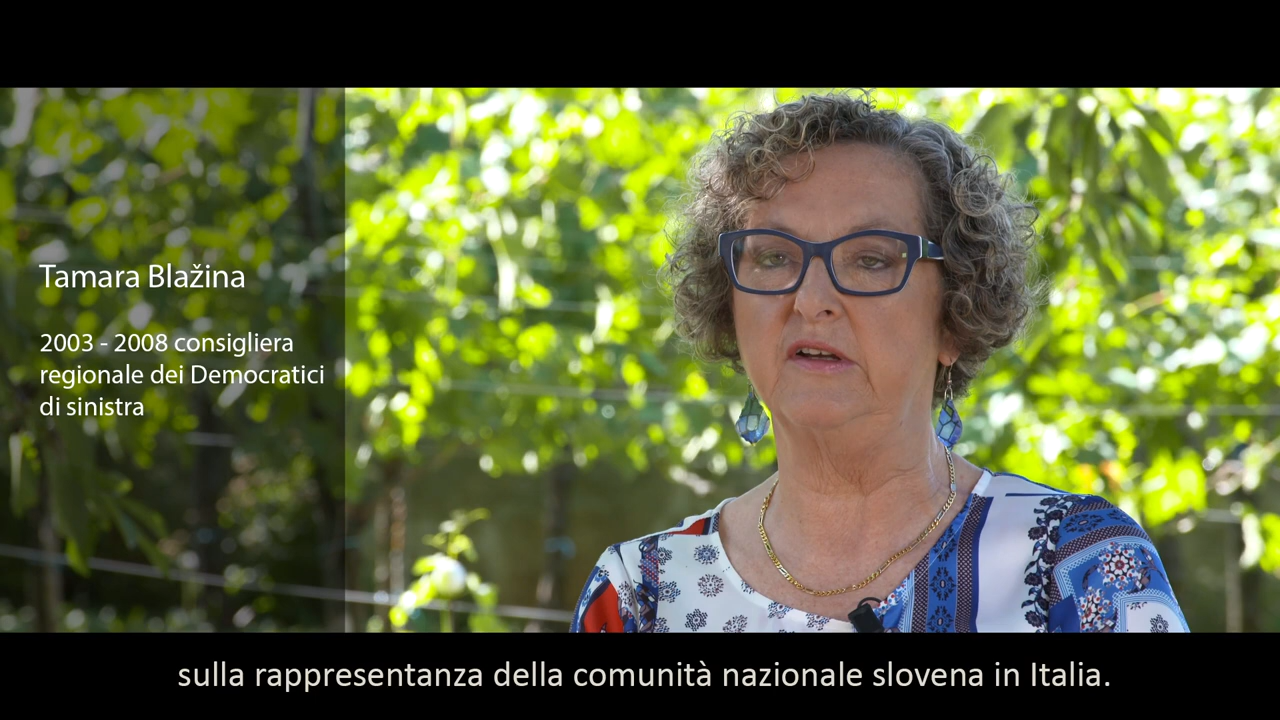 Tamara Blažina
2003 - 2008 consigliera
regionale dei Democratici
di sinistra
sulla rappresentanza della comunità nazionale slovena in Italia.